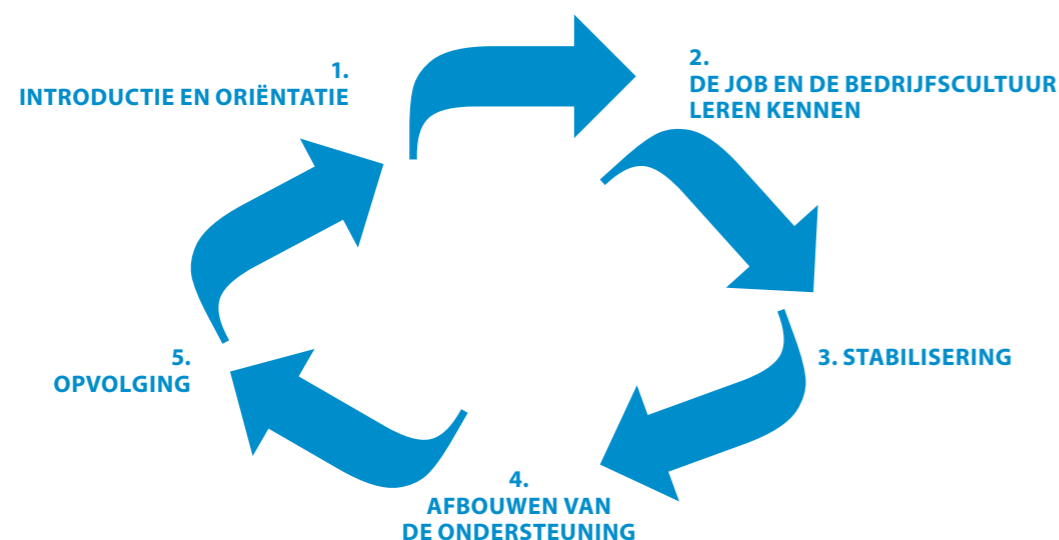 1.
INTRODUCTIE EN ORIËNTATIE
2.
DE JOB EN DE BEDRIJFSCULTUUR
LEREN KENNEN
3. STABILISERING
4.
AFBOUWEN VAN
DE ONDERSTEUNING
5.
OPVOLGING